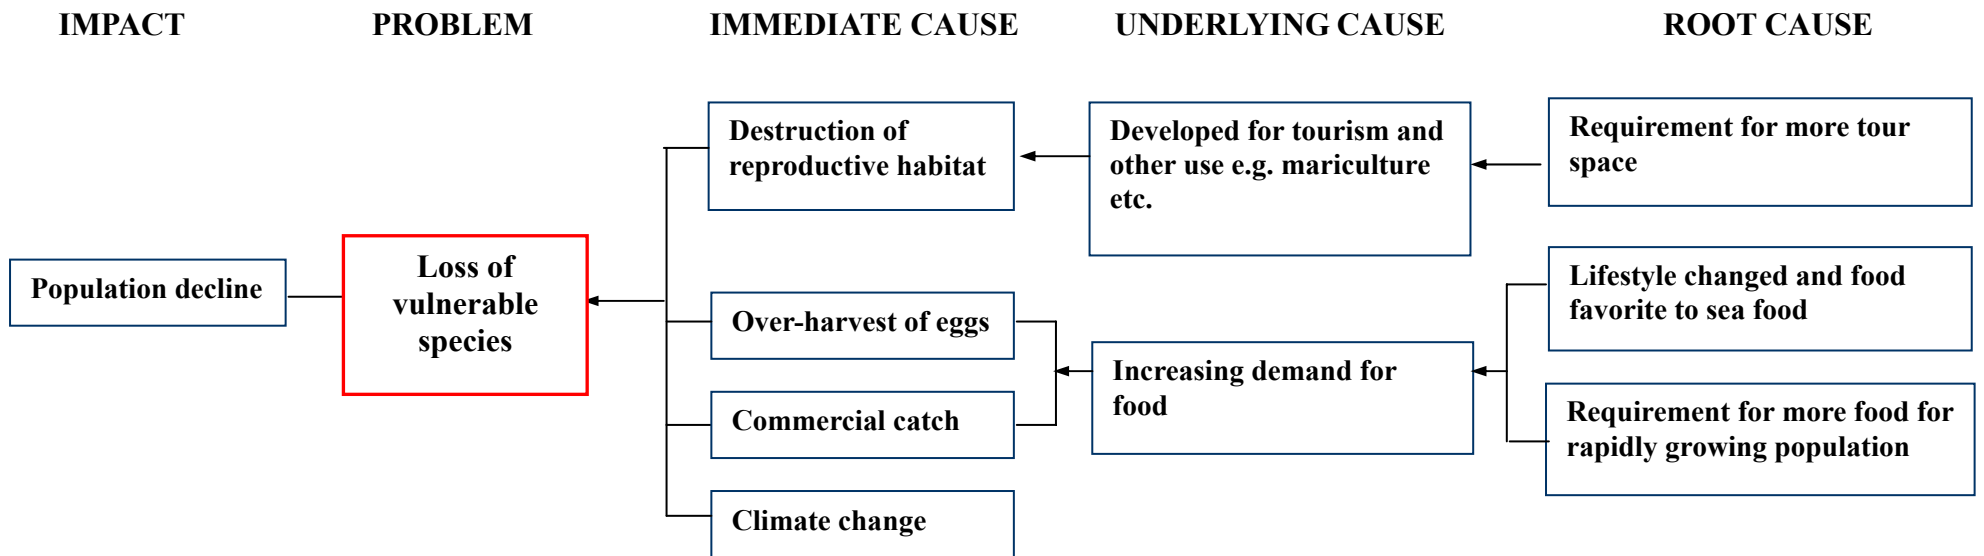 IMPACT PROBLEM IMMEDIATE CAUSE UNDERLYING CAUSE ROOT CAUSE
Population decline
Loss of
vulnerable
species
Destruction of
reproductive habitat
Over-harvest of eggs
Commercial catch
Climate change
Developed for tourism and
other use e.g. mariculture
etc.
Increasing demand for
food
Requirement for more tour
space
Lifestyle changed and food
favorite to sea food
Requirement for more food for
rapidly growing population